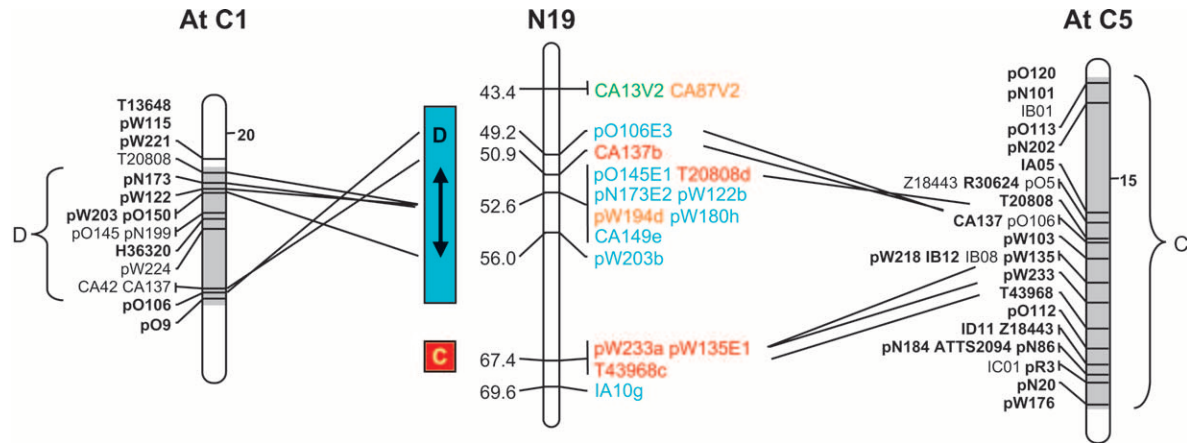 At C1
N19
At C5
T13648
pW115
pW221
T20808
pN173
pW122
pW203 pO150
pO145 pN199
H36320
pW224
CA42 CA137
pO106
pO9
20
D
D
C
43.4
49.2
50.9
52.6
56.0
67.4
69.6
CA13V2 CA87V2
pO106E3
CA137b
pO145E1 T20808d
pN173E2 pW122b
pW194d pW180h
CA149e
pW203b
pW233a pW135E1
T43968c
IA10g
pO120
pN101
IB01
pO113
pN202
IA05
Z18443 R30624 pO5
T20808
CA137 pO106
pW103
pW218 IB12 IB08 pW135
pW233
T43968
pO112
ID11 Z18443
pN184 ATTS2094 pN86
IC01 pR3
pN20
pW176
15
C